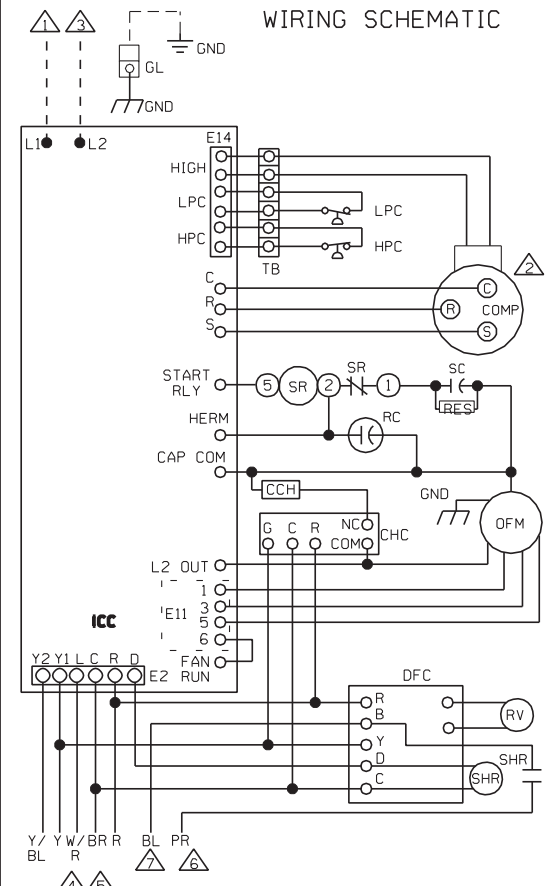 WIRING SCHEMATIC
1 3
GND
GL
GND
L1 L2
E14
HIGH
LPC
LPC
HPC
HPC
TB
2
C
C
R
R
COMP
S
S
START
RLY
5 SR 2 SR 1 SC
RES
HERM
RC
CAP COM
CCH
GND
OFM
G C R NC
COM
CHC
L2 OUT
1
3
E11
5
6
FAN
RUN
ICC
Y2 Y1 L C R D
E2
DFC
R
B
Y
D
C
RV
SHR
SHR
Y/
BL
Y W/
R
BR R BL PR
7 6
4 5